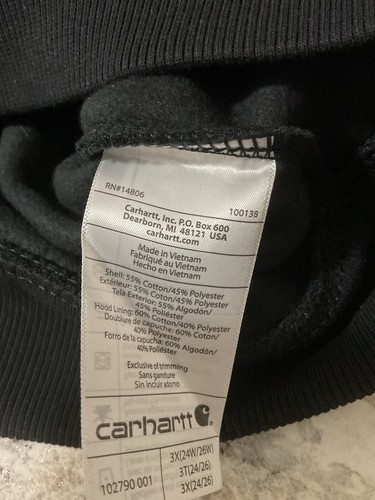 RN#14806 100138
Carhartt, Inc. P.O. Box 600
Dearborn, MI 48121 USA
carhartt.com
Made in Vietnam
Fabriqué au Vietnam
Hecho en Vietnam
Shell: 55% Cotton/45% Polyester
Extérieur: 55% Coton/45% Polyester
Tela Exterior: 55% Algodón/
45% Poliéster
Hood Lining: 60% Cotton/40% Polyester
Doublure de capuche: 60% Coton/
40% Polyester
Forro de la capucha: 60% Algodón/
40% Poliéster
Exclusive of trimming
Sans garniture
Sin incluir adorno
carhartt
102790 001
3X(24W/26W)
3T(24/26)
3X(24/26)